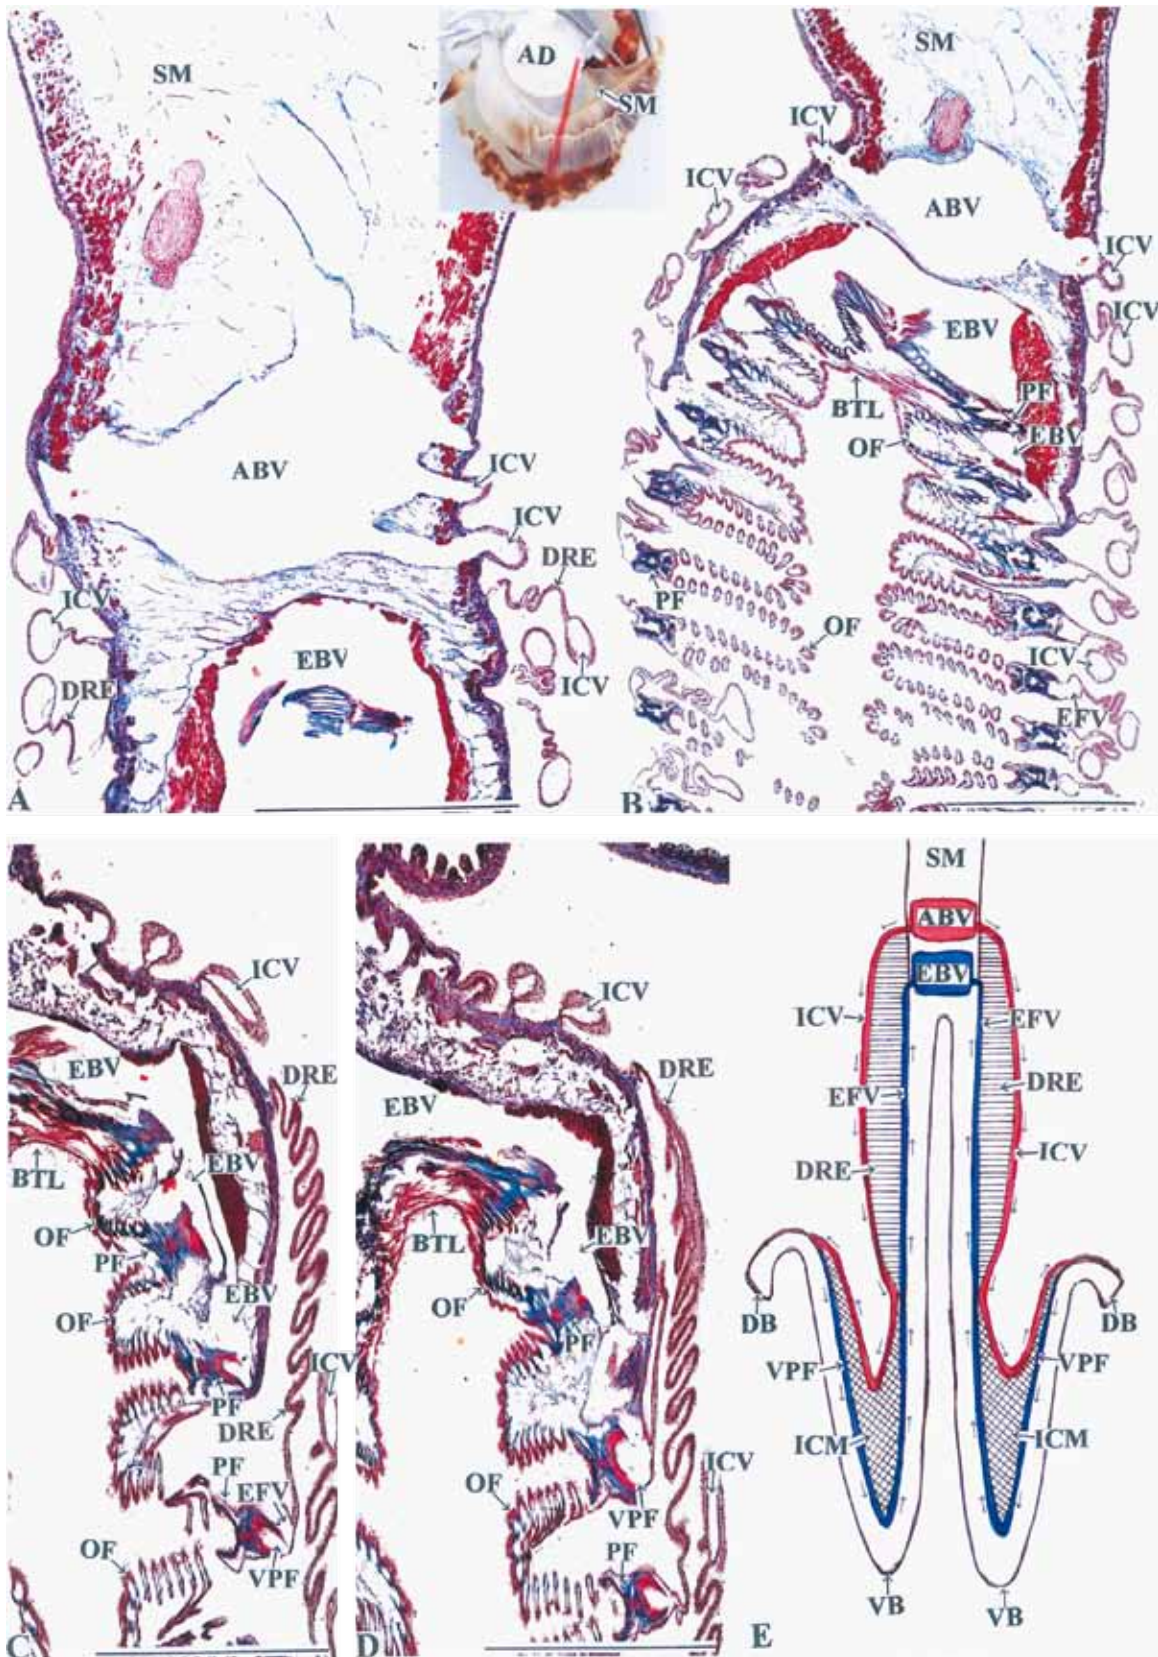 SM
AD
SM
ABV
ICV
ICV
DRE
ICV
EBV
DRE
ICV
A
SM
ICV
ICV
ABV
ICV
ICV
EBV
PF
BTL
EBV
OF
PF
OF
ICV
EFV
B
ICV
EBV
DRE
EBV
BTL
OF
PF
EBV
OF
ICV
PF
DRE
PF
EFV
OF
VPF
C
ICV
DRE
EBV
EBV
BTL
OF
PF
ICV
OF
VPF
PF
D
SM
ABV
EBV
ICV
EFV
EFV
DRE
DRE
ICV
DB
DB
VPF
VPF
ICM
ICM
VB
VB
E